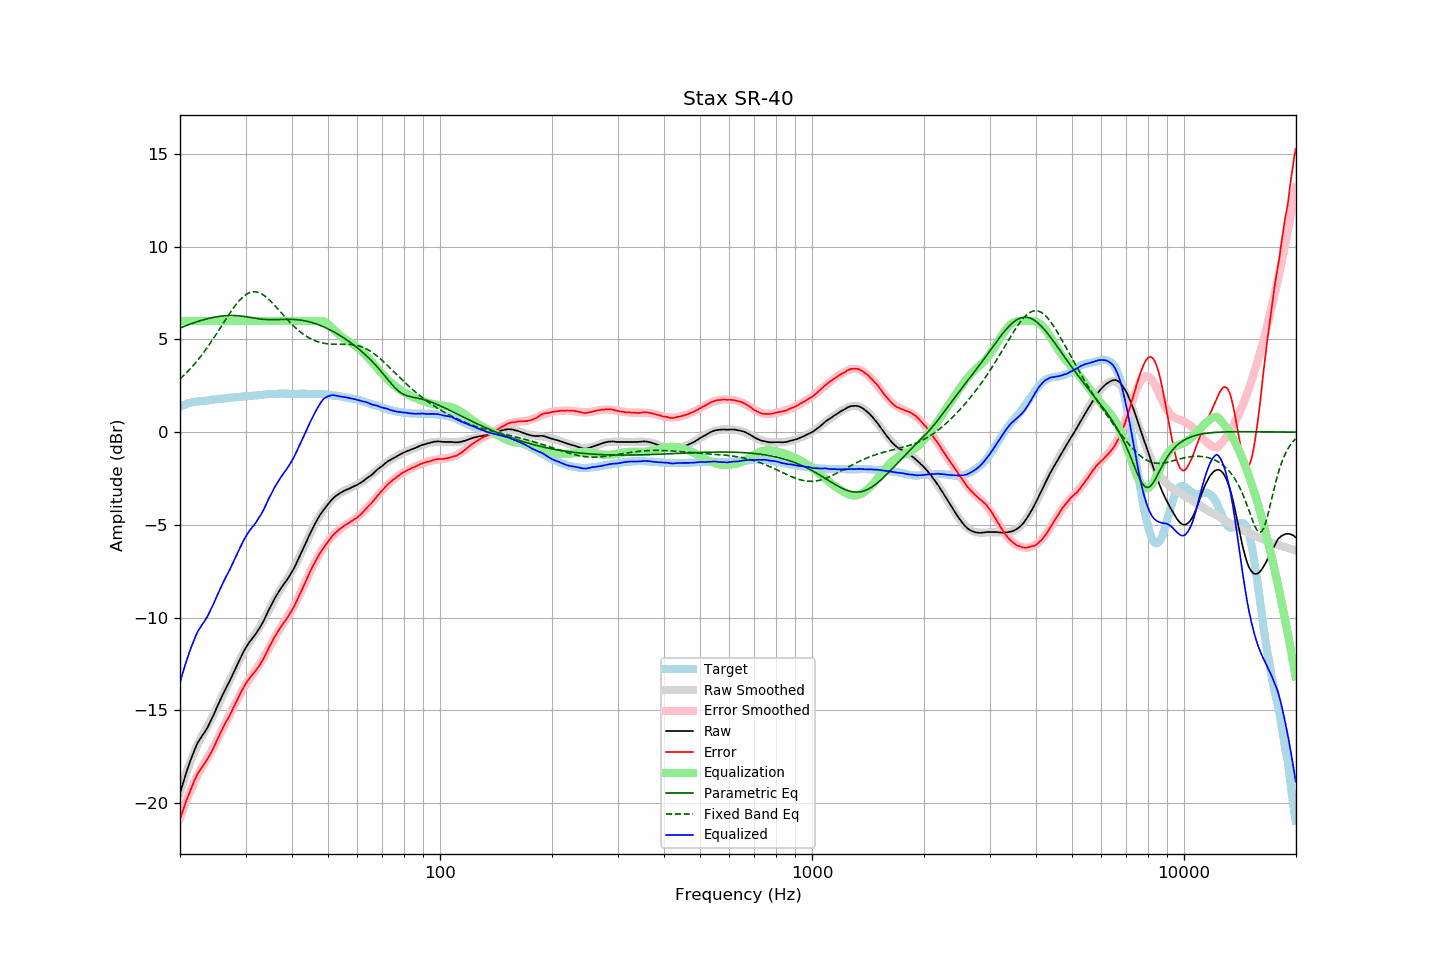 Stax SR-40
Amplitude (dBr)
15
10
5
0
−5
−10
−15
−20
Target
Raw Smoothed
Error Smoothed
Raw
Error
Equalization
Parametric Eq
Fixed Band Eq
Equalized
100
1000
10000
Frequency (Hz)